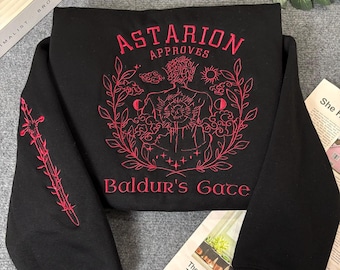 ASTARION
APPROVES
Baldur's Gate
She